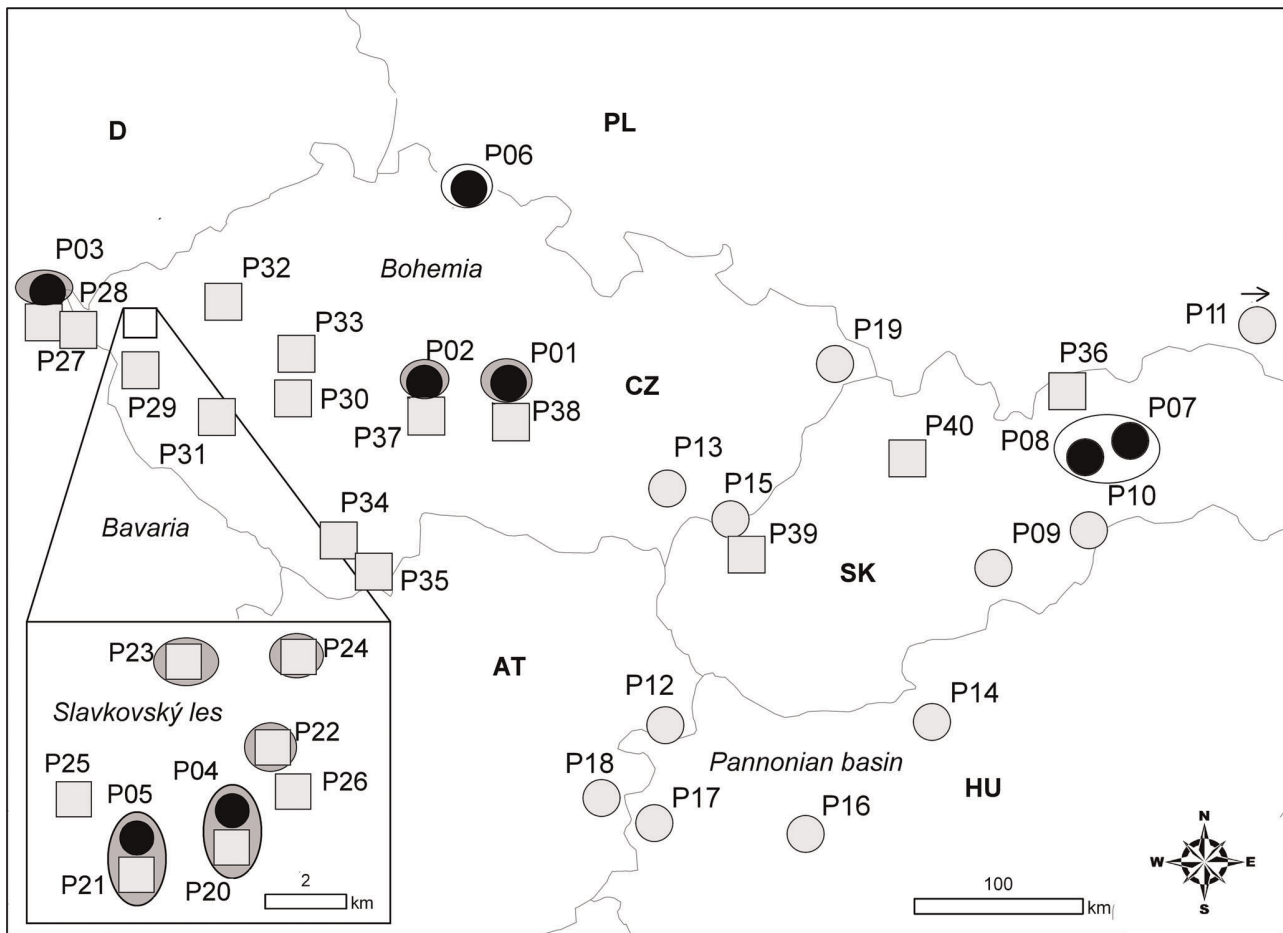 D
PL
P06
P03
P32
Bohemia
P28
P33
P19
P11
P27
P02
P01
P36
CZ
P29
P30
P07
P40
P08
P31
P37
P38
P13
P10
P15
P34
P39
P09
Bavaria
SK
P35
AT
P23
P24
P12
P14
Slavkovský les
P22
Pannonian basin
P25
P04
P26
P18
HU
P05
P17
P16
N
W
E
S
P21
P20
2
km
100
km